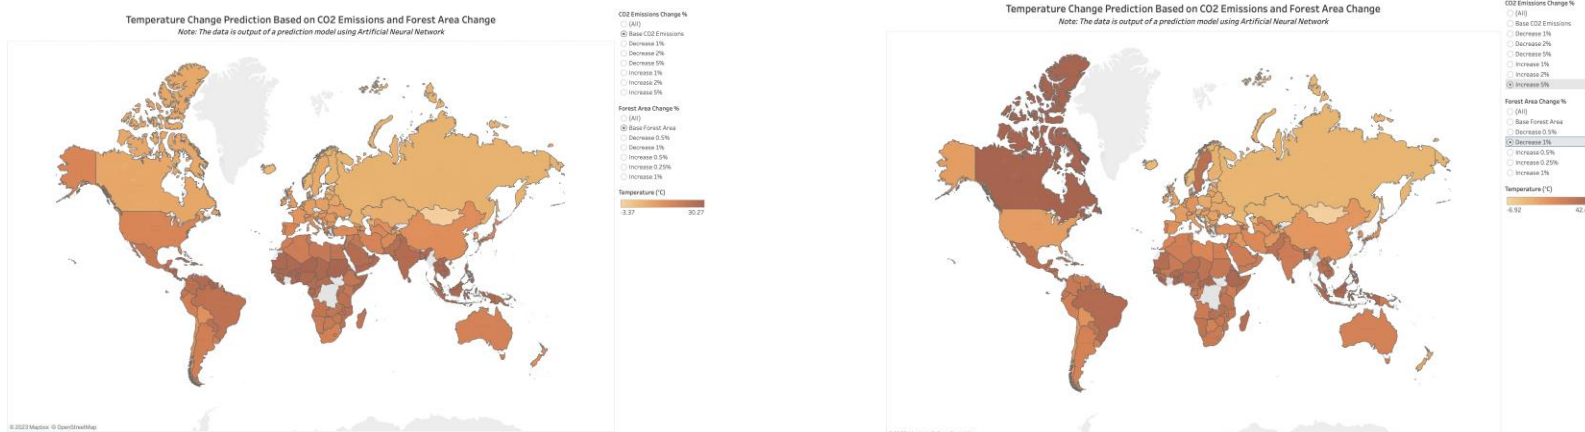 Temperature Change Prediction Based on CO2 Emissions and Forest Area Change
Note: The data is output of a prediction model using Artificial Neural Network
CO2 Emissions Change %
(All)
Base CO2 Emissions
Decrease 1%
Decrease 2%
Decrease 5%
Increase 1%
Increase 2%
Increase 5%
Forest Area Change %
(All)
Base Forest Area
Decrease 0.5%
Decrease 1%
Increase 0.5%
Increase 0.25%
Increase 1%
Temperature (°C)
-3.37 30.27
© 2023 Mapbox © OpenStreetMap
Temperature Change Prediction Based on CO2 Emissions and Forest Area Change
Note: The data is output of a prediction model using Artificial Neural Network
CO2 Emissions Change %
(All)
Base CO2 Emissions
Decrease 1%
Decrease 2%
Decrease 5%
Increase 1%
Increase 2%
Increase 5%
Forest Area Change %
(All)
Base Forest Area
Decrease 0.5%
Decrease 1%
Increase 0.5%
Increase 0.25%
Increase 1%
Temperature (°C)
-6.92